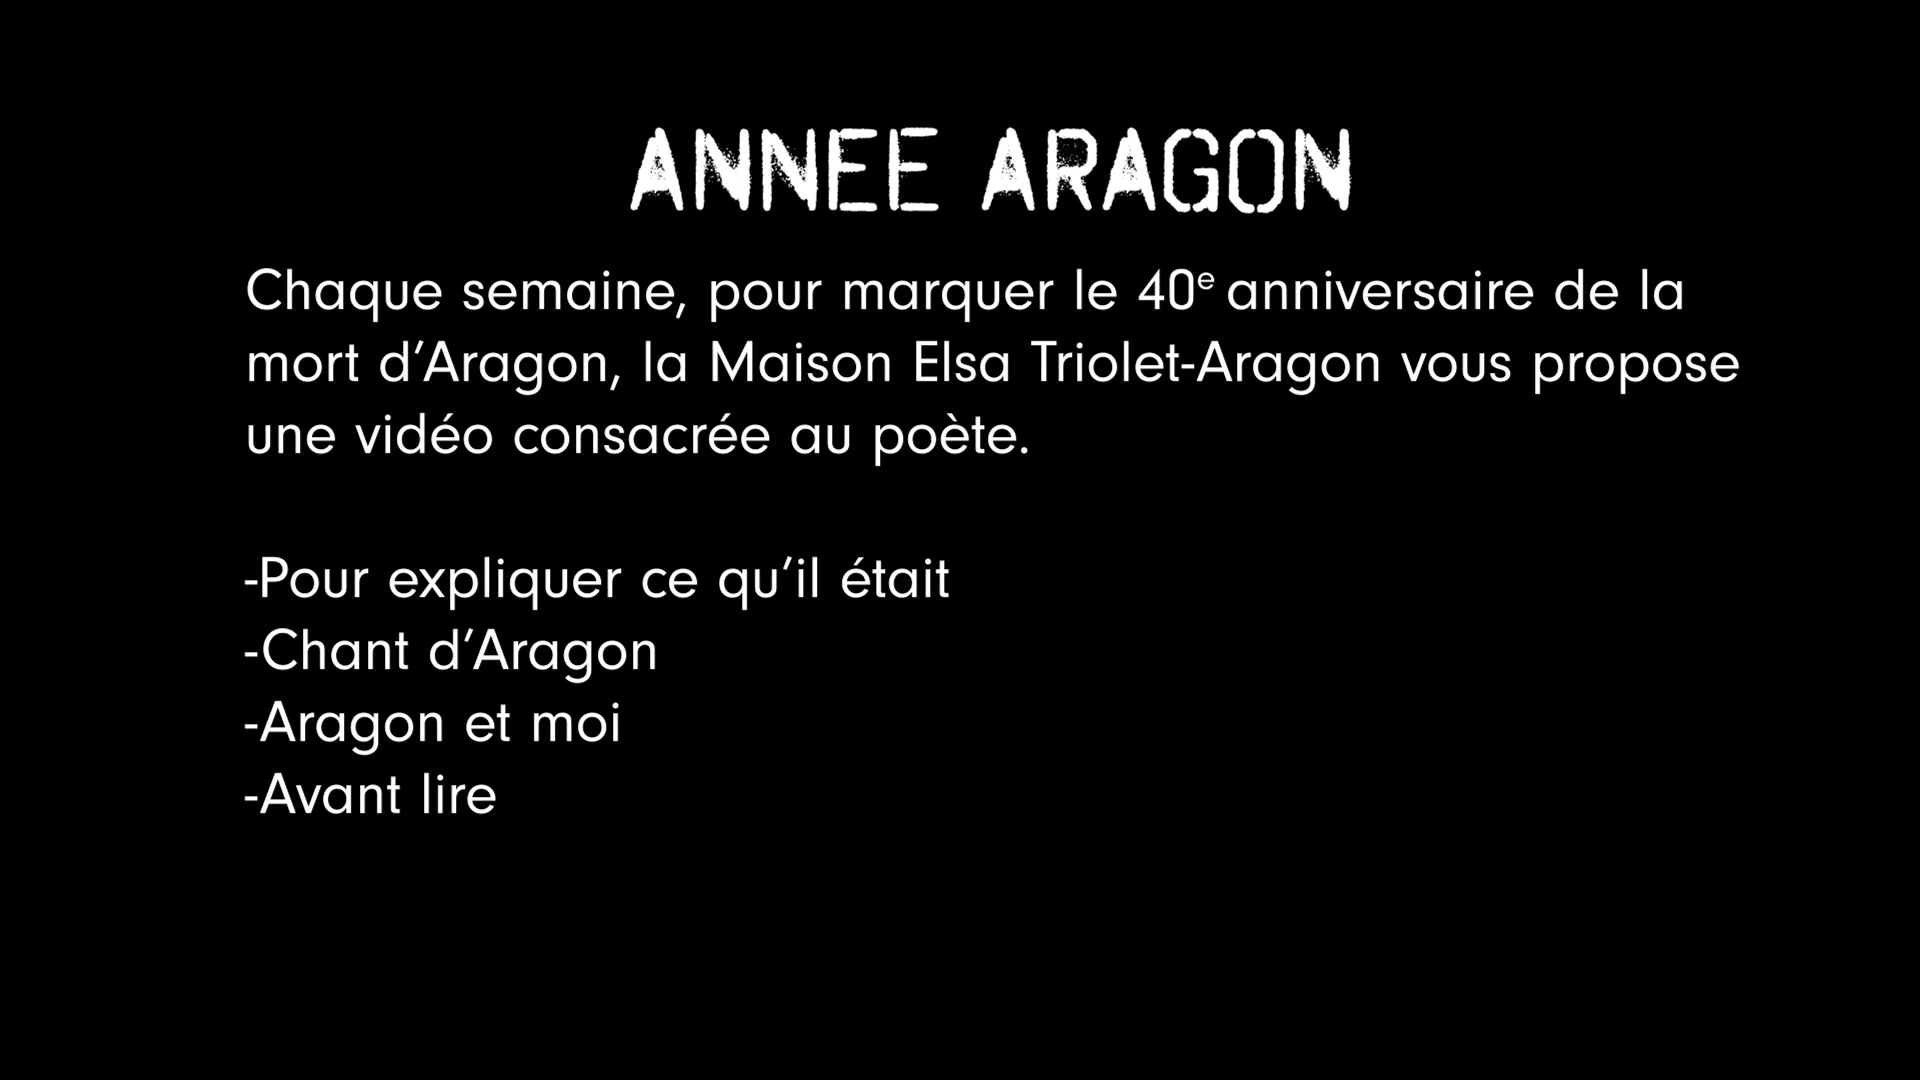 ANNEE ARAGON
Chaque semaine, pour marquer le 40e anniversaire de la
mort d’Aragon, la Maison Elsa Triolet-Aragon vous propose
une vidéo consacrée au poète.
-Pour expliquer ce qu’il était
-Chant d’Aragon
-Aragon et moi
-Avant lire